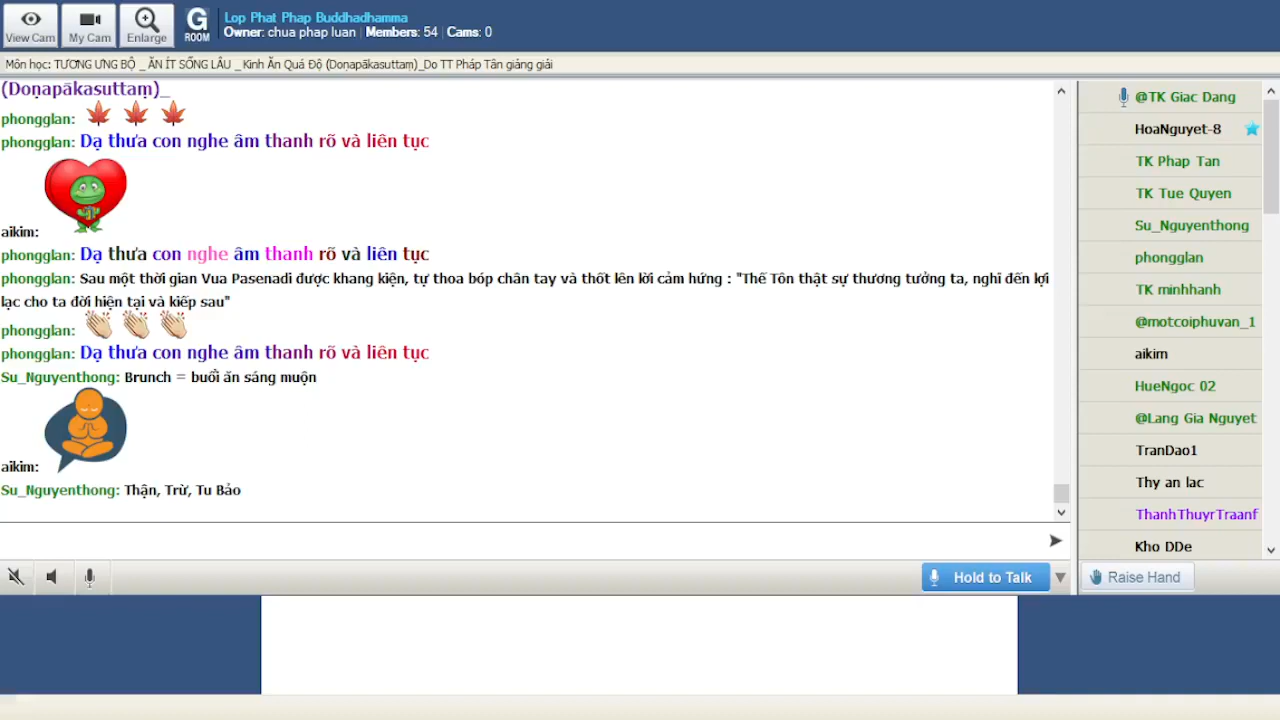 View Cam
My Cam
Enlarge
G ROOM
Lop Phat Phap Buddhadhamma
Owner: chua phap luan | Members: 54 | Cams: 0
Môn học: TƯƠNG ƯNG BỘ _ ĂN ÍT SỐNG LÂU _ Kinh Ăn Quá Độ (Doṇapākasuttaṃ)_Do TT Pháp Tân giảng giải
(Doṇapākasuttaṃ)_
phongglan:
phongglan: Dạ thưa con nghe âm thanh rõ và liên tục
aikim:
phongglan: Dạ thưa con nghe âm thanh rõ và liên tục
phongglan: Sau một thời gian Vua Pasenadi được khang kiện, tự thoa bóp chân tay và thốt lên lời cảm hứng : "Thế Tôn thật sự thương tưởng ta, nghĩ đến lợi
lạc cho ta đời hiện tại và kiếp sau"
phongglan:
phongglan: Dạ thưa con nghe âm thanh rõ và liên tục
Su_Nguyenthong: Brunch = buổi ăn sáng muộn
aikim:
Su_Nguyenthong: Thận, Trừ, Tu Bảo
@TK Giac Dang
HoaNguyet-8
TK Phap Tan
TK Tue Quyen
Su_Nguyenthong
phongglan
TK minhhanh
@motcoiphuvan_1
aikim
HueNgoc 02
@Lang Gia Nguyet
TranDao1
Thy an lac
ThanhThuyrTraanf
Kho DDe
Hold to Talk
Raise Hand